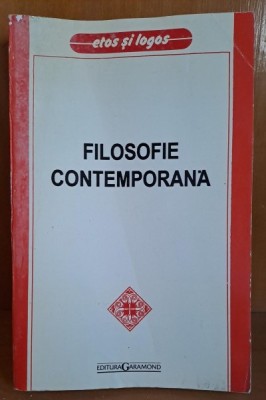 etos și logos
FILOSOFIE
CONTEMPORANĂ
EDITURA GARAMOND